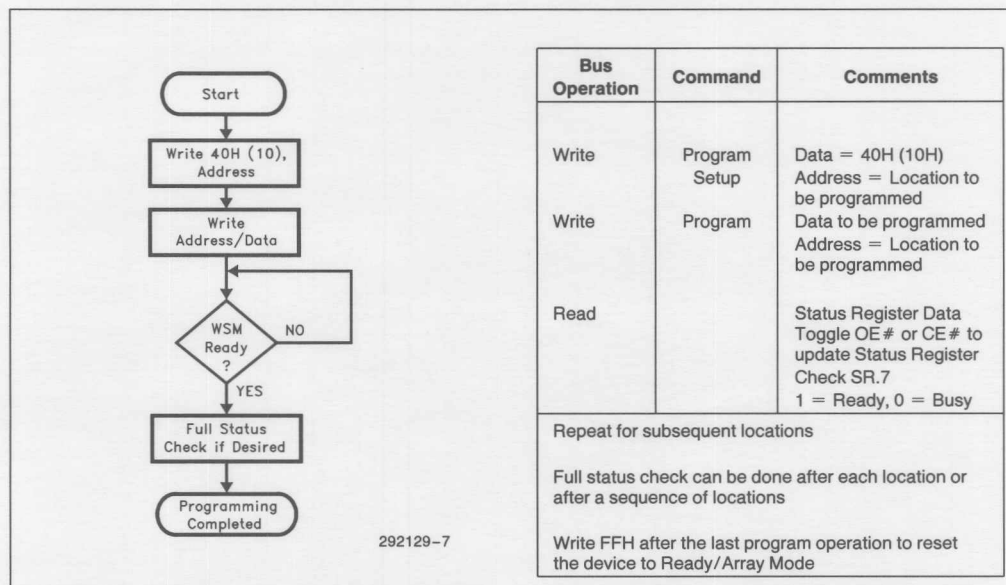 Start
Write 40H (10),
Address
Write
Address/Data
WSM
Ready
?
NO
YES
Full Status
Check if Desired
Programming
Completed
292129-7
Bus
Operation
Command
Comments
Write
Program
Setup
Data = 40H (10H)
Address = Location to
be programmed
Write
Program
Data to be programmed
Address = Location to
be programmed
Read
Status Register Data
Toggle OE# or CE# to
update Status Register
Check SR.7
1 = Ready, 0 = Busy
Repeat for subsequent locations
Full status check can be done after each location or
after a sequence of locations
Write FFH after the last program operation to reset
the device to Ready/Array Mode